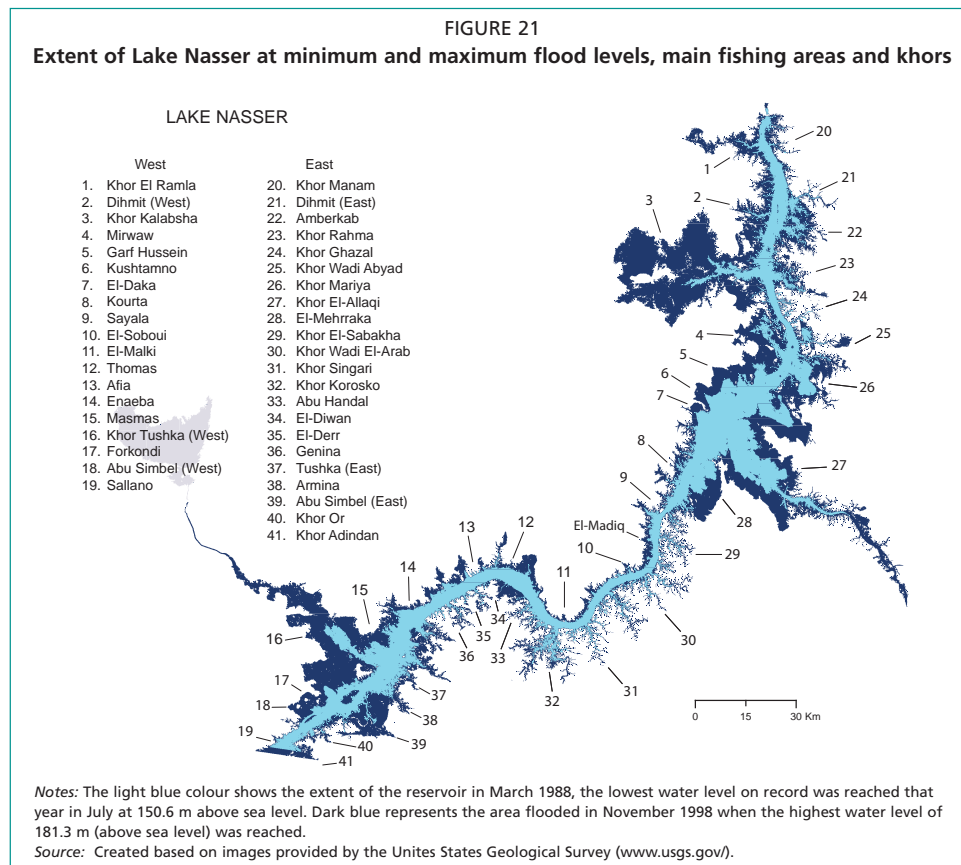 FIGURE 21
Extent of Lake Nasser at minimum and maximum flood levels, main fishing areas and khors
LAKE NASSER
West
1. Khor El Ramla
2. Dihmit (West)
3. Khor Kalabsha
4. Mirwaw
5. Garf Hussein
6. Kushtamno
7. El-Daka
8. Kourta
9. Sayala
10. El-Soboui
11. El-Malki
12. Thomas
13. Afia
14. Enaeba
15. Masmas
16. Khor Tushka (West)
17. Forkondi
18. Abu Simbel (West)
19. Sallano
East
20. Khor Manam
21. Dihmit (East)
22. Amberkab
23. Khor Rahma
24. Khor Ghazal
25. Khor Wadi Abyad
26. Khor Mariya
27. Khor El-Allaqi
28. El-Mehrraka
29. Khor El-Sabakha
30. Khor Wadi El-Arab
31. Khor Singari
32. Khor Korosko
33. Abu Handal
34. El-Diwan
35. El-Derr
36. Genina
37. Tushka (East)
38. Armina
39. Abu Simbel (East)
40. Khor Or
41. Khor Adindan
20
1
21
2
3
22
23
24
4
25
5
6
26
7
8
27
9
28
El-Madiq
12
13
29
10
14
11
15
30
34
35
33
16
36
31
32
17
37
18
38
19
40
39
41
0 15 30 Km
Notes: The light blue colour shows the extent of the reservoir in March 1988, the lowest water level on record was reached that
year in July at 150.6 m above sea level. Dark blue represents the area flooded in November 1998 when the highest water level of
181.3 m (above sea level) was reached.
Source: Created based on images provided by the Unites States Geological Survey (www.usgs.gov/).